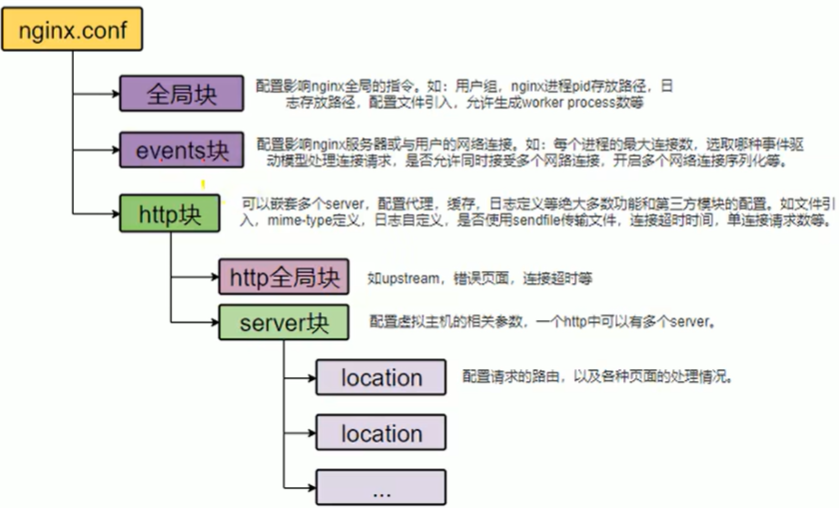 nginx.conf
全局块
配置影响nginx全局的指令。如：用户组，nginx进程pid存放路径，日
志存放路径，配置文件引入，允许生成worker process数等
events块
配置影响nginx服务器或与用户的网络连接。如：每个进程的最大连接数，选取哪种事件驱
动模型处理连接请求，是否允许同时接受多个网路连接，开启多个网络连接序列化等。
http块
可以嵌套多个server，配置代理，缓存，日志定义等绝大多数功能和第三方模块的配置。如文件引
入，mime-type定义，日志自定义，是否使用sendfile传输文件，连接超时时间，单连接请求数等。
http全局块
如upstream，错误页面，连接超时等
server块
配置虚拟主机的相关参数，一个http中可以有多个server。
location
配置请求的路由，以及各种页面的处理情况。
location
...